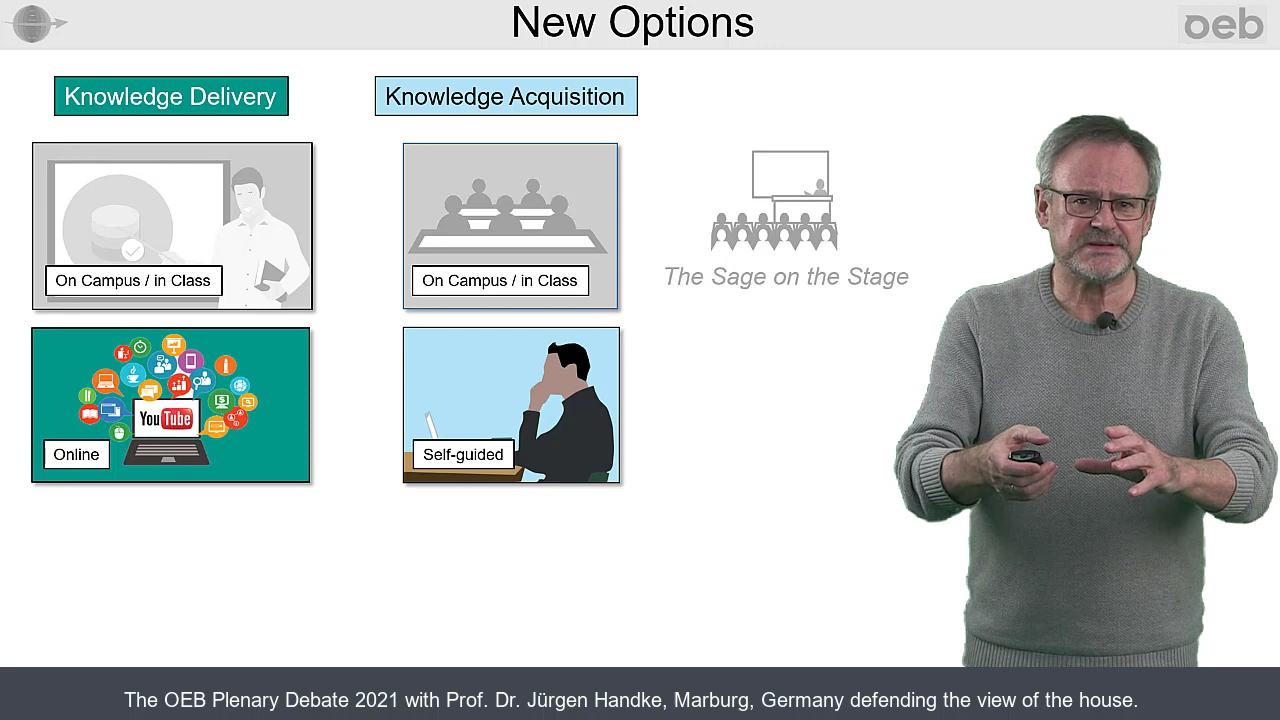 New Options
oeb
Knowledge Delivery
Knowledge Acquisition
On Campus / in Class
On Campus / in Class
The Sage on the Stage
YouTube
Online
Self-guided
The OEB Plenary Debate 2021 with Prof. Dr. Jürgen Handke, Marburg, Germany defending the view of the house.